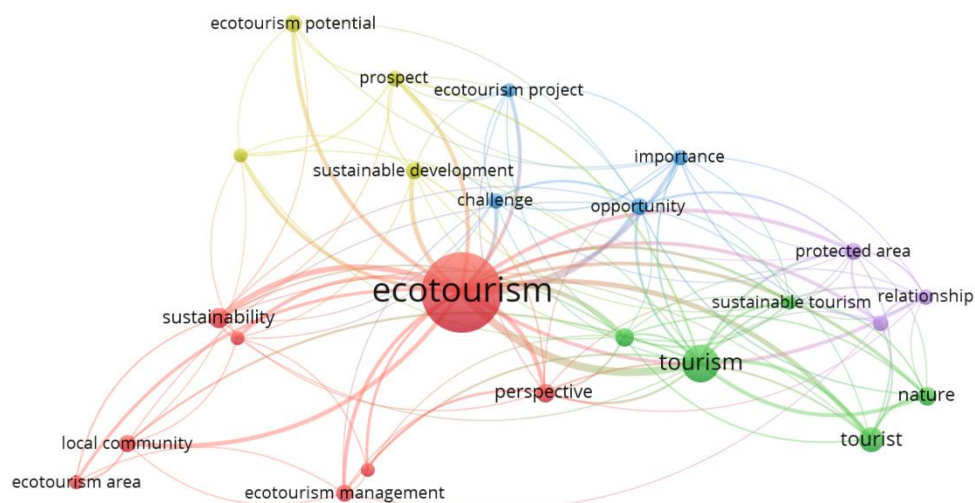 ecotourism potential
prospect
ecotourism project
importance
sustainable development
challenge
opportunity
protected area
ecotourism
sustainable tourism
relationship
sustainability
tourism
perspective
nature
tourist
local community
ecotourism area
ecotourism management